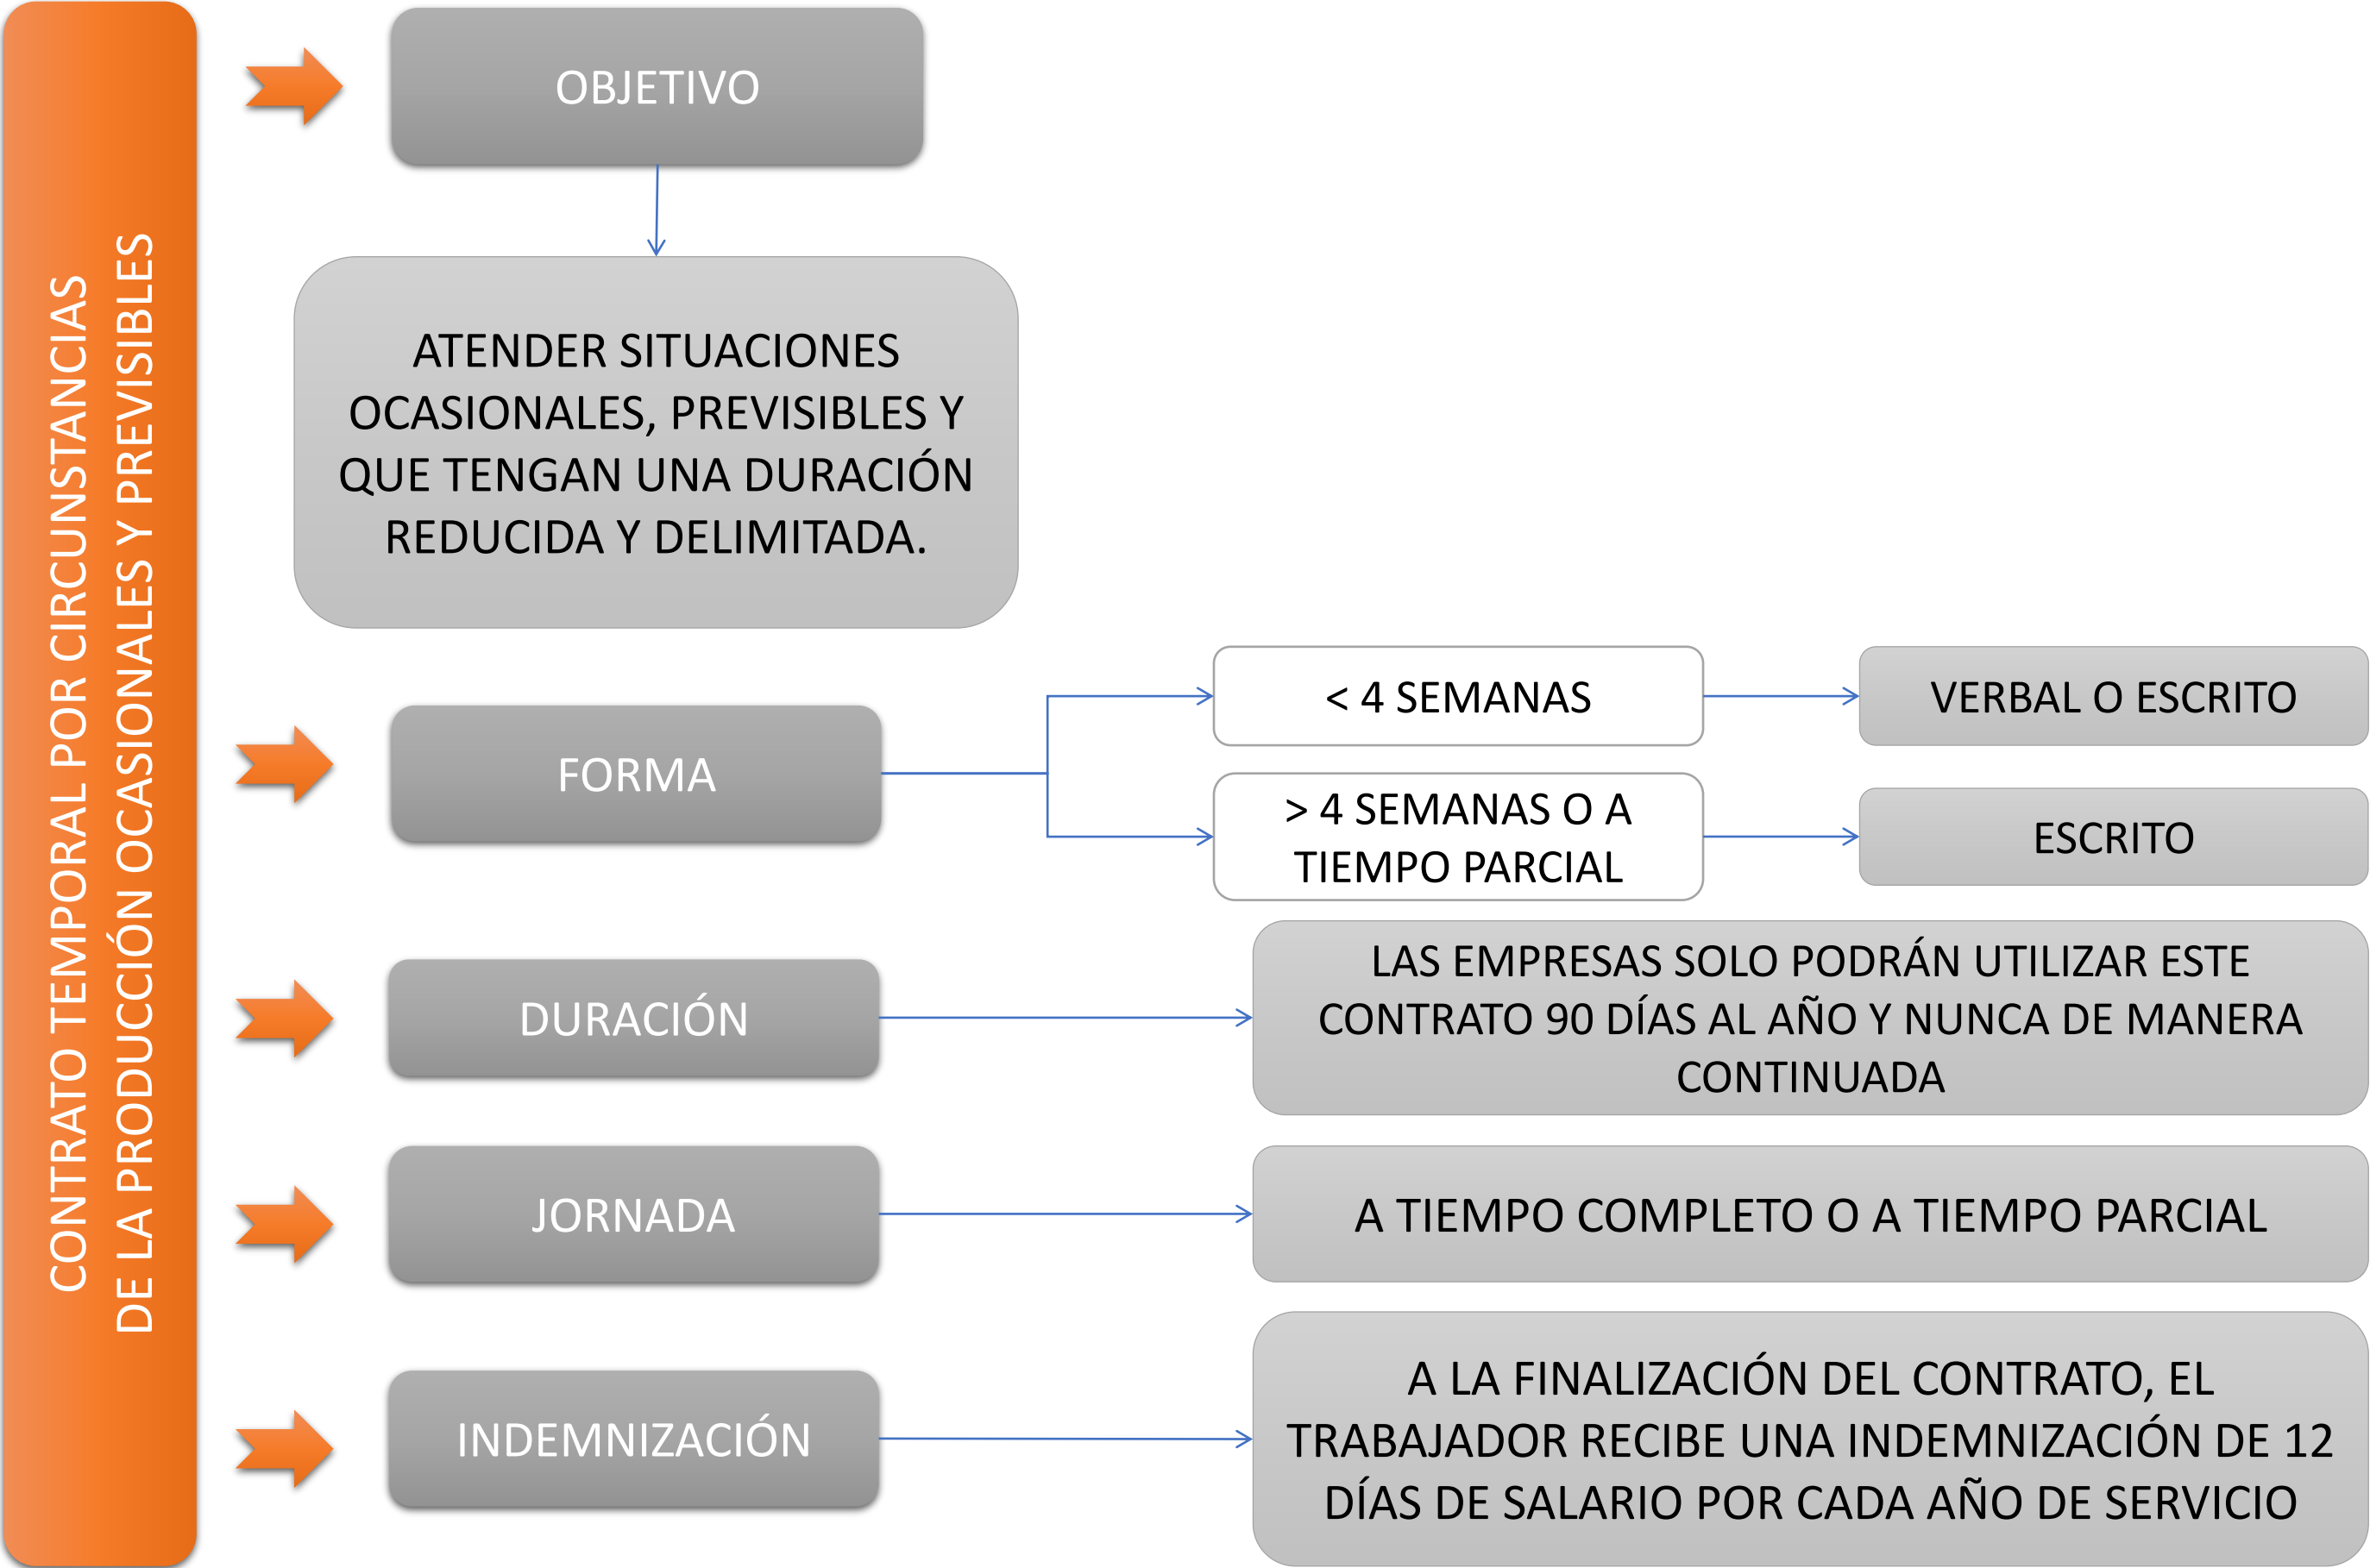 CONTRATO TEMPORAL POR CIRCUNSTANCIAS
DE LA PRODUCCIÓN OCASIONALES Y PREVISIBLES
OBJETIVO
ATENDER SITUACIONES
OCASIONALES, PREVISIBLES Y
QUE TENGAN UNA DURACIÓN
REDUCIDA Y DELIMITADA.
FORMA
< 4 SEMANAS
VERBAL O ESCRITO
> 4 SEMANAS O A
TIEMPO PARCIAL
ESCRITO
DURACIÓN
LAS EMPRESAS SOLO PODRÁN UTILIZAR ESTE
CONTRATO 90 DÍAS AL AÑO Y NUNCA DE MANERA
CONTINUADA
JORNADA
A TIEMPO COMPLETO O A TIEMPO PARCIAL
INDEMNIZACIÓN
A LA FINALIZACIÓN DEL CONTRATO, EL
TRABAJADOR RECIBE UNA INDEMNIZACIÓN DE 12
DÍAS DE SALARIO POR CADA AÑO DE SERVICIO